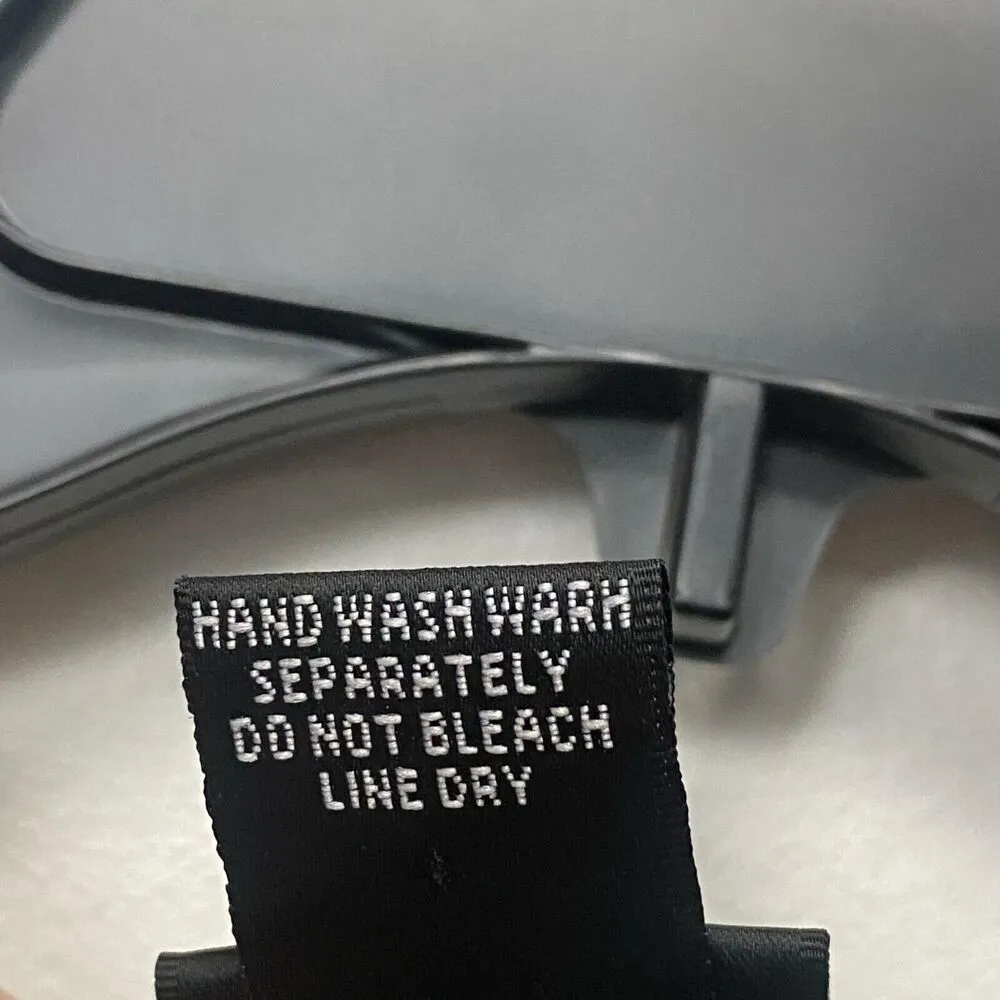 HAND WASH WARM
SEPARATELY
DO NOT BLEACH
LINE DRY